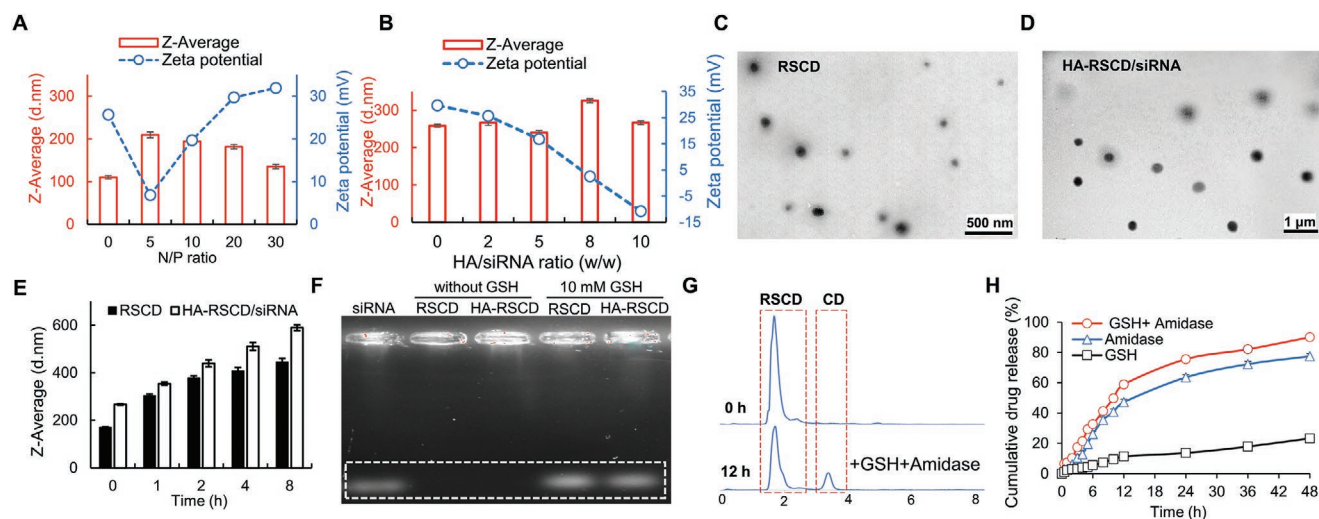 A
Z-Average
Zeta potential
Z-Average (d.nm)
300
200
100
0
30
20
10
0
Zeta potential (mV)
0 5 10 20 30
N/P ratio
B
Z-Average
Zeta potential
Z-Average (d.nm)
300
200
100
0
35
25
15
5
-5
-15
Zeta potential (mV)
0 2 5 8 10
HA/siRNA ratio (w/w)
C
RSCD
500 nm
D
HA-RSCD/siRNA
1 μm
E
RSCD HA-RSCD/siRNA
Z-Average (d.nm)
600
400
200
0
0 1 2 4 8
Time (h)
F
without GSH 10 mM GSH
siRNA RSCD HA-RSCD RSCD HA-RSCD
G
RSCD CD
0 h
12 h
+GSH+Amidase
0 2 4 6 8
H
GSH+ Amidase
Amidase
GSH
Cumulative drug release (%)
100
80
60
40
20
0
0 6 12 18 24 30 36 42 48
Time (h)